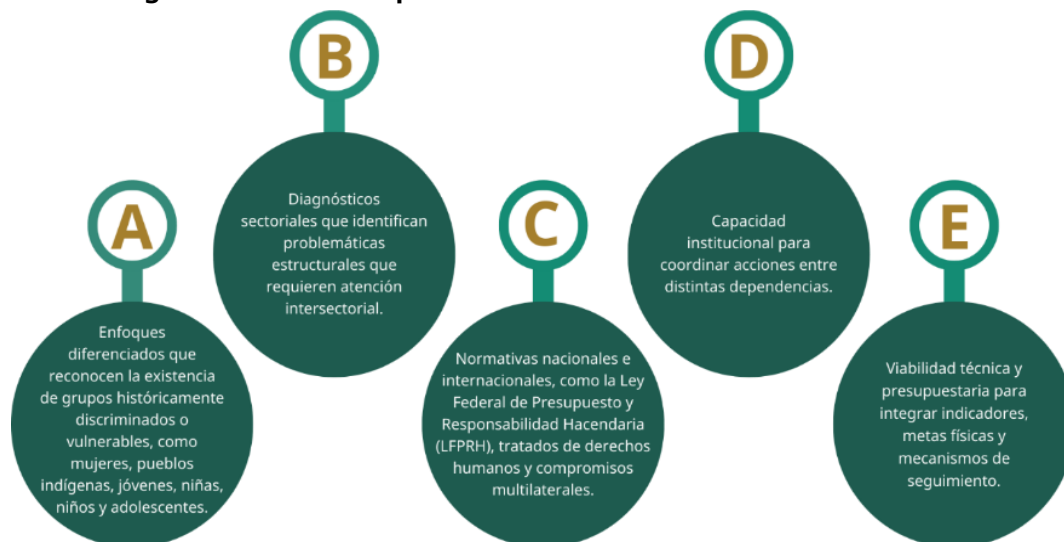 A
Enfoques
diferenciados que
reconocen la existencia
de grupos históricamente
discriminados o
vulnerables, como
mujeres, pueblos
indígenas, jóvenes, niñas,
niños y adolescentes.
B
Diagnósticos
sectoriales que identifican
problemáticas
estructurales que
requieren atención
intersectorial.
C
Normativas nacionales e
internacionales, como la Ley
Federal de Presupuesto y
Responsabilidad Hacendaria
(LFPRH), tratados de derechos
humanos y compromisos
multilaterales.
D
Capacidad
institucional para
coordinar acciones entre
distintas dependencias.
E
Viabilidad técnica y
presupuestaria para
integrar indicadores,
metas físicas y
mecanismos de
seguimiento.